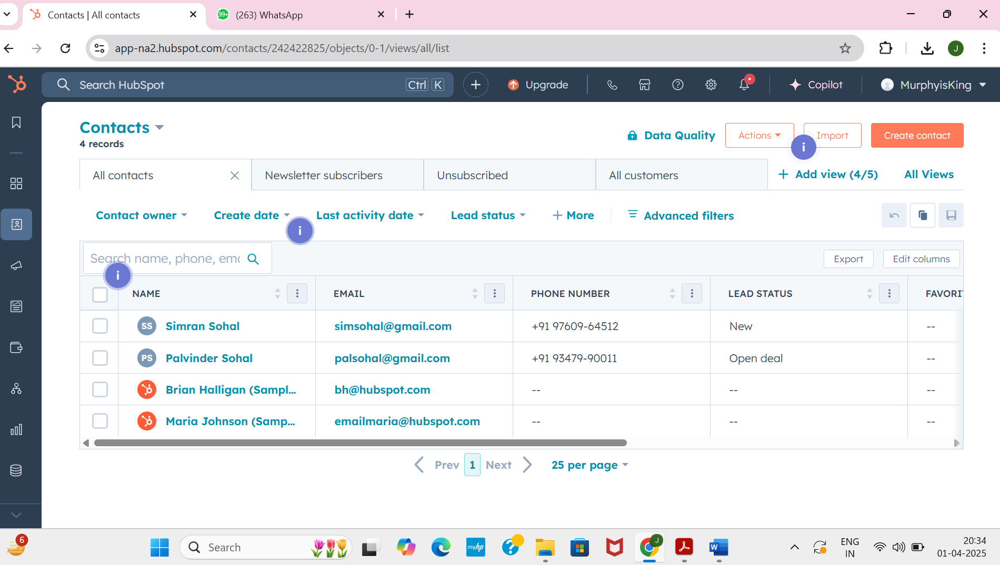 Contacts | All contacts
99+ (263) WhatsApp
app-na2.hubspot.com/contacts/242422825/objects/0-1/views/all/list
J
Search HubSpot Ctrl K
Upgrade
Copilot
MurphyisKing
Contacts
4 records
Data Quality
Actions
Import
Create contact
i
All contacts
Newsletter subscribers
Unsubscribed
All customers
+ Add view (4/5)
All Views
Contact owner
Create date
Last activity date
Lead status
+ More
Advanced filters
i
Search name, phone, ema
Export
Edit columns
i
NAME EMAIL PHONE NUMBER LEAD STATUS FAVORI
SS Simran Sohal simsohal@gmail.com +91 97609-64512 New --
PS Palvinder Sohal palsohal@gmail.com +91 93479-90011 Open deal --
Brian Halligan (Sampl... bh@hubspot.com -- -- --
Maria Johnson (Samp... emailmaria@hubspot.com -- -- --
Prev 1 Next 25 per page
6
Search
myhp
?
J
W
ENG
IN
20:34
01-04-2025